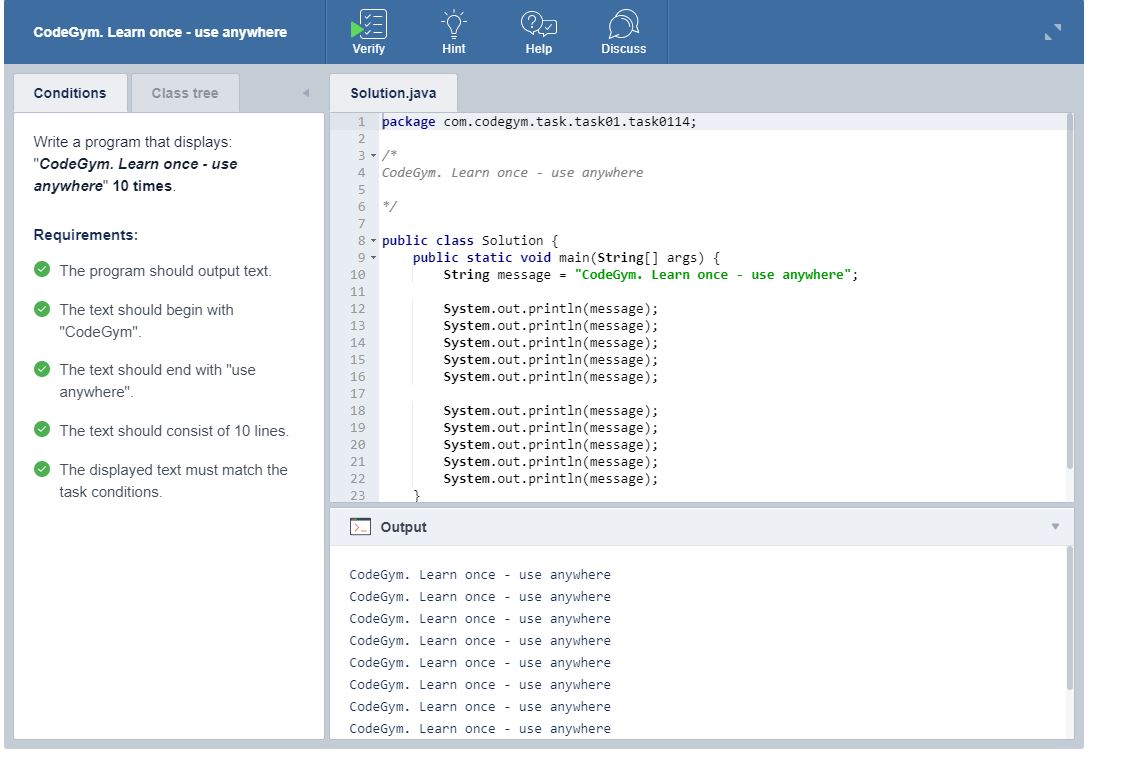 CodeGym. Learn once - use anywhere
Verify
Hint
Help
Discuss
Conditions
Class tree
Write a program that displays:
"CodeGym. Learn once - use
anywhere" 10 times.
Requirements:
The program should output text.
The text should begin with
"CodeGym".
The text should end with "use
anywhere".
The text should consist of 10 lines.
The displayed text must match the
task conditions.
Solution.java
1 package com.codegym.task.task01.task0114;
2
3 /*
4 CodeGym. Learn once - use anywhere
5
6 */
7
8 public class Solution {
9     public static void main(String[] args) {
10         String message = "CodeGym. Learn once - use anywhere";
11
12         System.out.println(message);
13         System.out.println(message);
14         System.out.println(message);
15         System.out.println(message);
16         System.out.println(message);
17
18         System.out.println(message);
19         System.out.println(message);
20         System.out.println(message);
21         System.out.println(message);
22         System.out.println(message);
23     }
Output
CodeGym. Learn once - use anywhere
CodeGym. Learn once - use anywhere
CodeGym. Learn once - use anywhere
CodeGym. Learn once - use anywhere
CodeGym. Learn once - use anywhere
CodeGym. Learn once - use anywhere
CodeGym. Learn once - use anywhere
CodeGym. Learn once - use anywhere